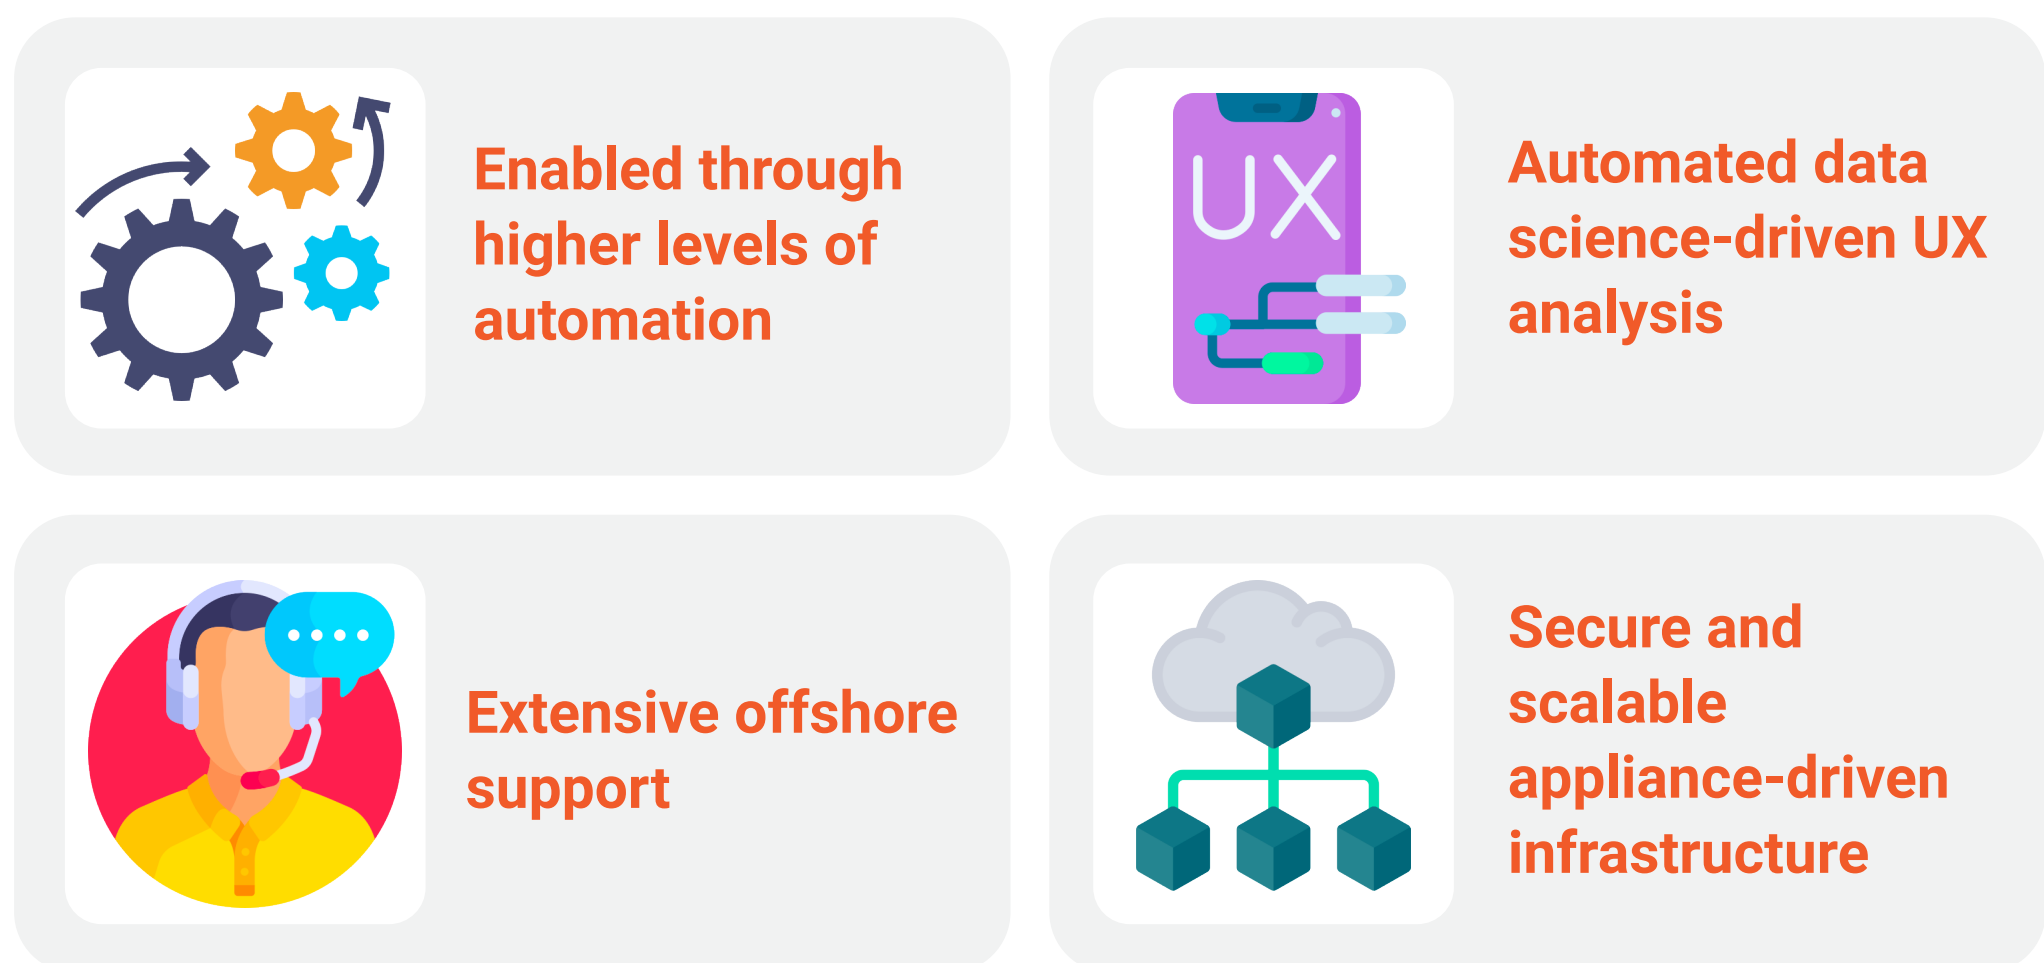 Enabled through
higher levels of
automation
UX
Automated data
science-driven UX
analysis
Extensive offshore
support
Secure and
scalable
appliance-driven
infrastructure